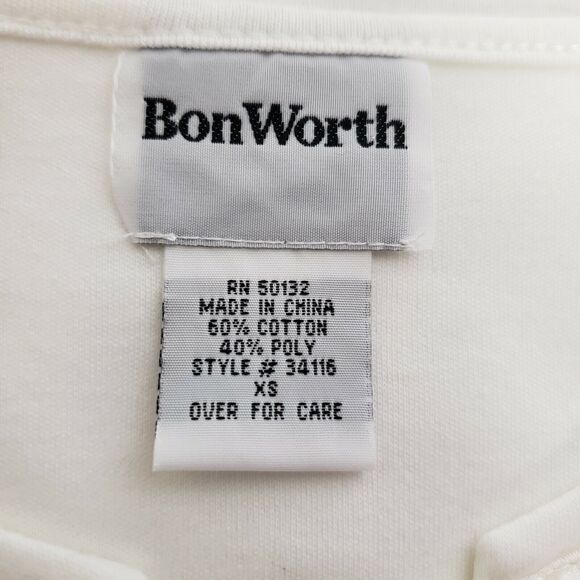 BonWorth
RN 50132
MADE IN CHINA
60% COTTON
40% POLY
STYLE # 34116
XS
OVER FOR CARE